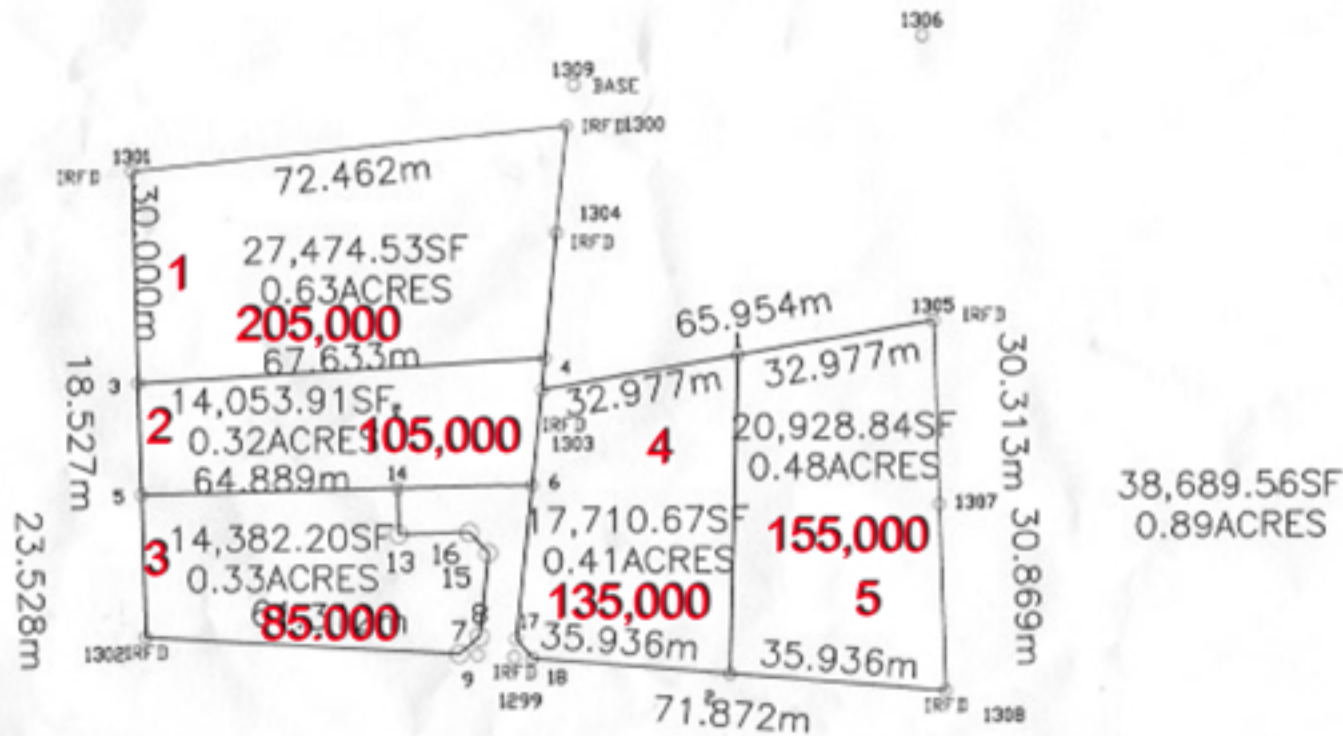 1306
1309
BASE
IRFD1300
1301
IRFD
72.462m
30.000m
1304
IRFD
1
27,474.53SF
0.63ACRES
205,000
67.633m
65.954m
1305
IRFD
1
3
4
32.977m
32.977m
30.313m
18.527m
2
14,053.91SF
0.32ACRES
105,000
IRFD
1303
4
20,928.84SF
0.48ACRES
64.889m
14
5
6
1307
38,689.56SF
0.89ACRES
3
14,382.20SF
0.33ACRES
13
16
15
17,710.67SF
0.41ACRES
155,000
30.869m
23.528m
85.000
7
8
17
135,000
5
35.936m
35.936m
1302IRFD
9
IRFD
18
1299
2
71.872m
IRFD
1308